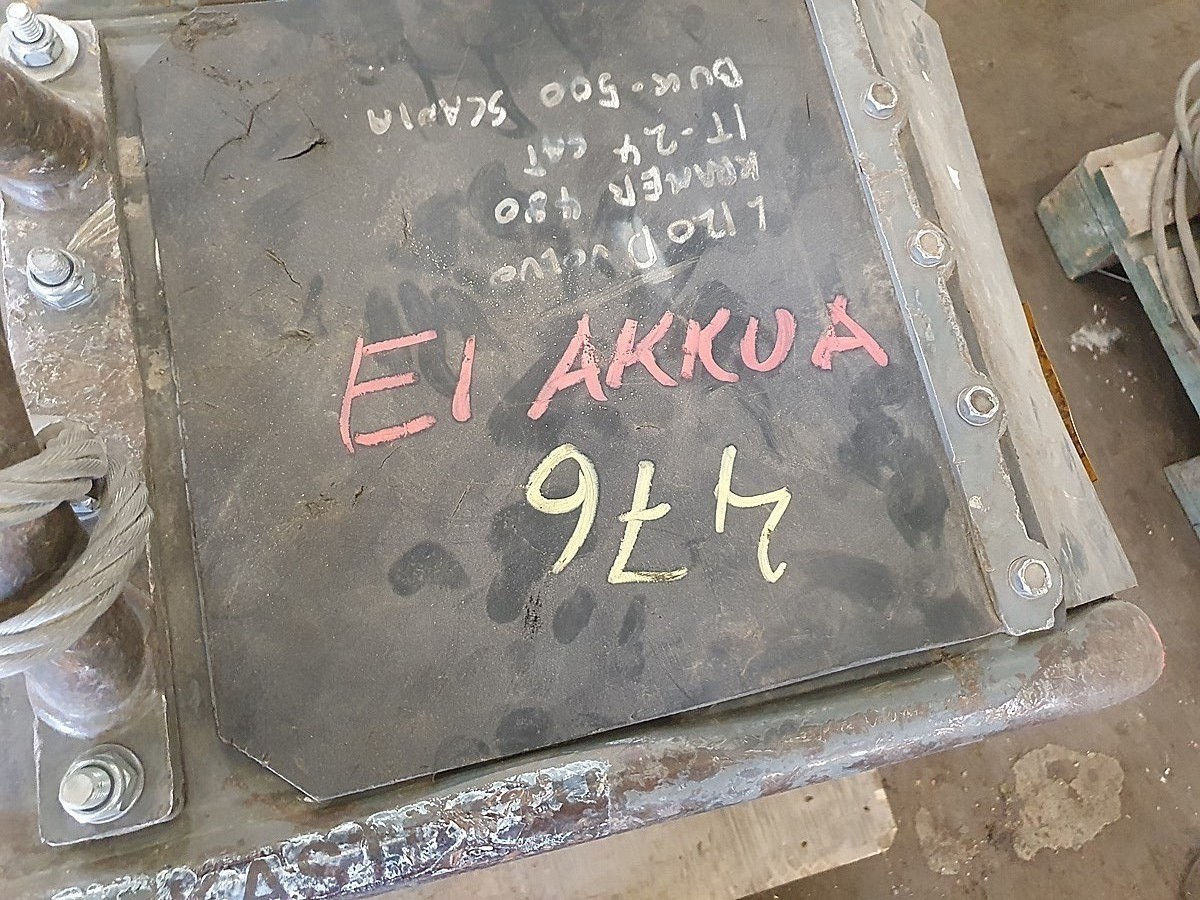 EI AKKUA
476
L120D VOLVO
KRAMER 480
IT-24 CAT
BUK-500 SCANIA